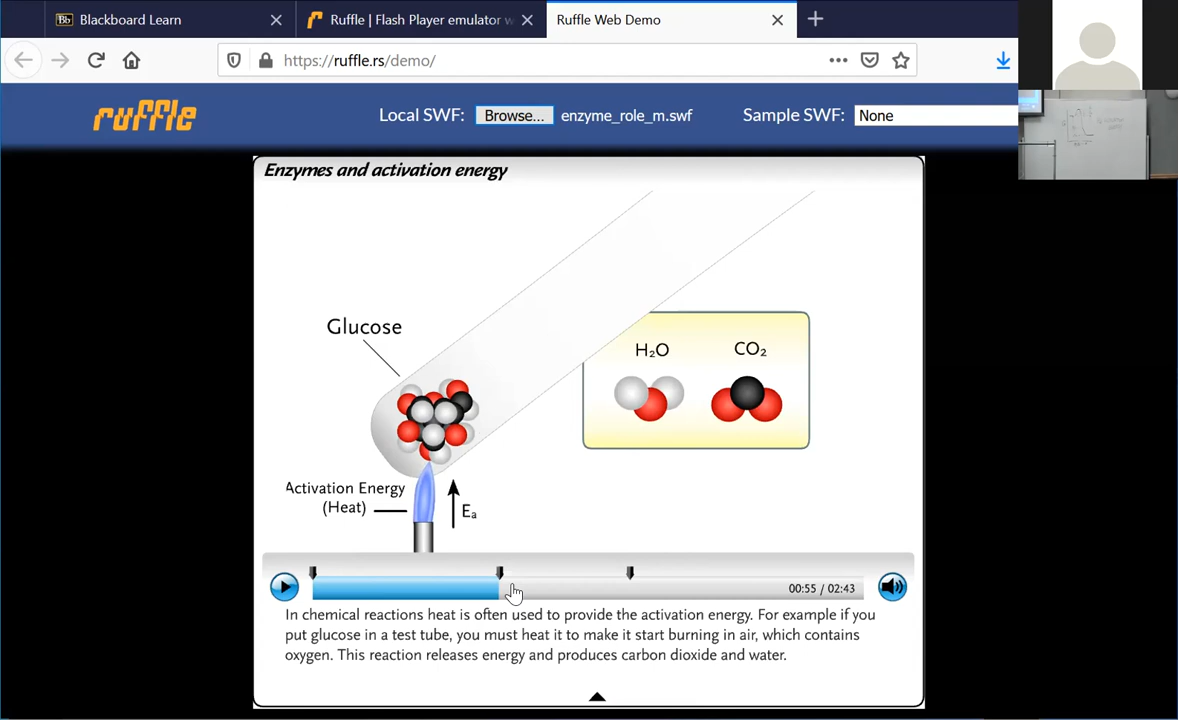 Blackboard Learn
Ruffle | Flash Player emulator w
Ruffle Web Demo
https://ruffle.rs/demo/
ruffle
Local SWF: Browse... enzyme_role_m.swf
Sample SWF: None
Enzymes and activation energy
Glucose
H₂O
CO₂
Activation Energy
(Heat)
Eₐ
00:55 / 02:43
In chemical reactions heat is often used to provide the activation energy. For example if you
put glucose in a test tube, you must heat it to make it start burning in air, which contains
oxygen. This reaction releases energy and produces carbon dioxide and water.